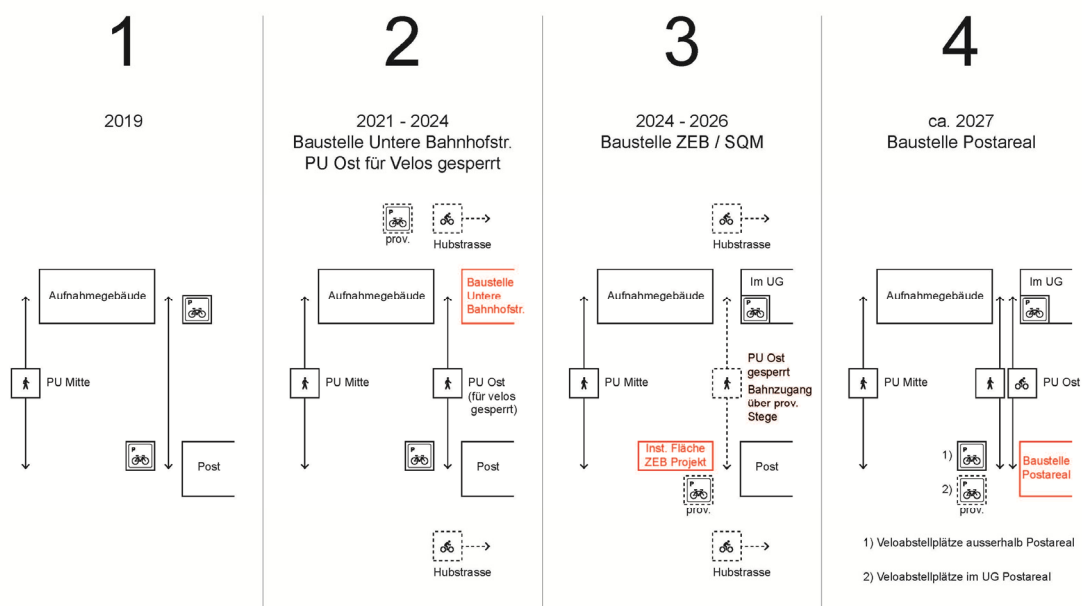 1
2019
Aufnahmegebäude
P
PU Mitte
P
Post
2
2021 - 2024
Baustelle Untere Bahnhofstr.
PU Ost für Velos gesperrt
P
prov.
Hubstrasse
Aufnahmegebäude
Baustelle
Untere
Bahnhofstr.
PU Mitte
PU Ost
(für velos
gesperrt)
P
Post
Hubstrasse
3
2024 - 2026
Baustelle ZEB / SQM
Hubstrasse
Aufnahmegebäude
Im UG
P
PU Mitte
PU Ost
gesperrt
Bahnzugang
über prov.
Stege
Inst. Fläche
ZEB Projekt
P
prov.
Post
Hubstrasse
4
ca. 2027
Baustelle Postareal
Aufnahmegebäude
Im UG
P
PU Mitte
PU Ost
1)
P
2)
P
prov.
Baustelle
Postareal
1) Veloabstellplätze ausserhalb Postareal
2) Veloabstellplätze im UG Postareal